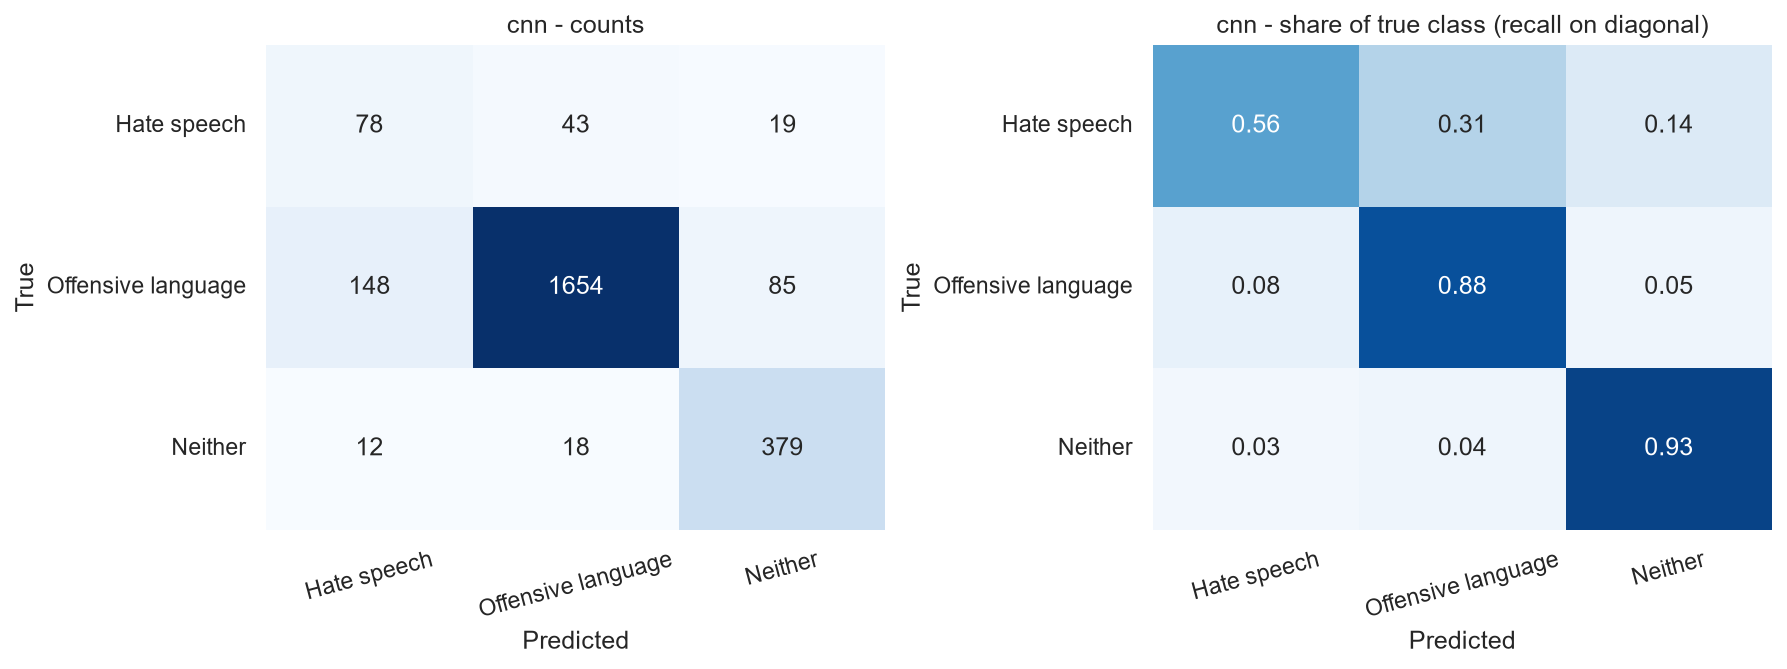 cnn - counts
True
Hate speech 78 43 19
Offensive language 148 1654 85
Neither 12 18 379
Hate speech Offensive language Neither
Predicted
cnn - share of true class (recall on diagonal)
True
Hate speech 0.56 0.31 0.14
Offensive language 0.08 0.88 0.05
Neither 0.03 0.04 0.93
Hate speech Offensive language Neither
Predicted